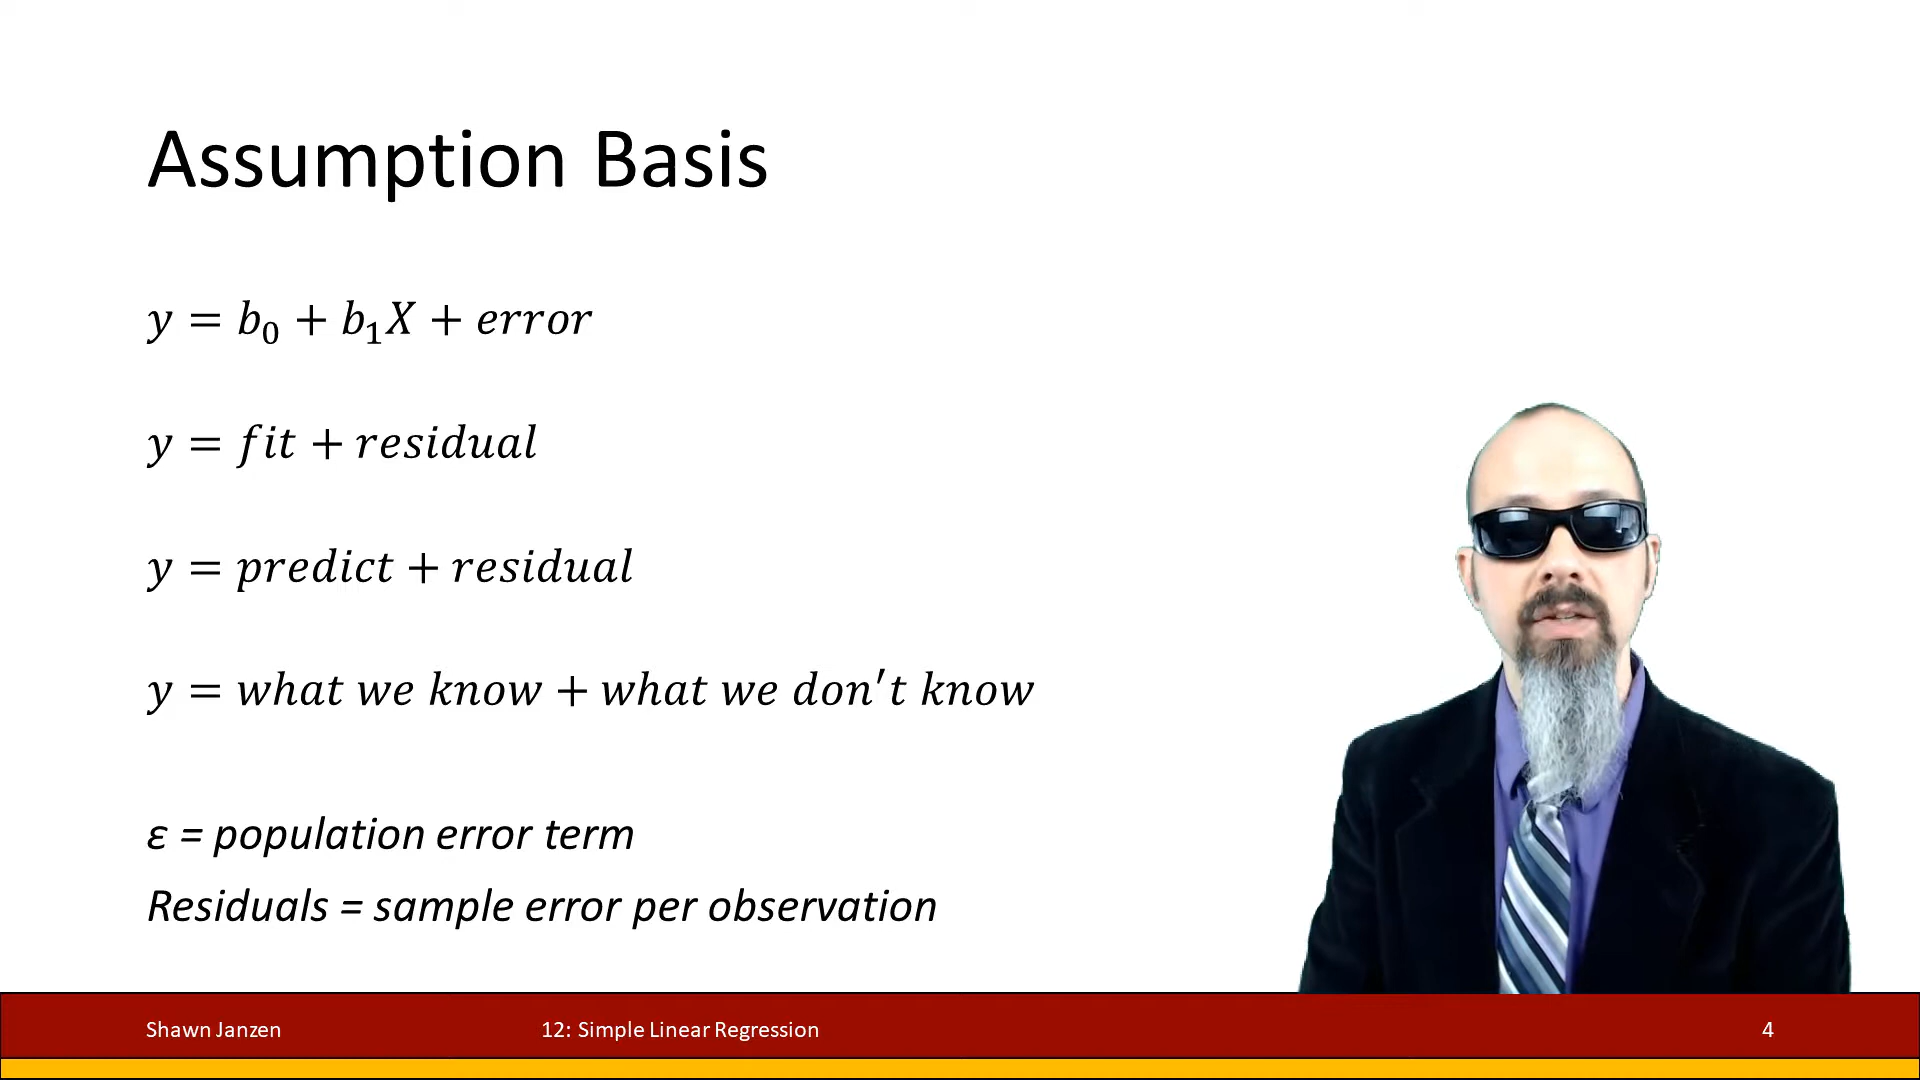 Assumption Basis
y = b₀ + b₁X + error
y = fit + residual
y = predict + residual
y = what we know + what we don't know
ε = population error term
Residuals = sample error per observation
Shawn Janzen
12: Simple Linear Regression
4